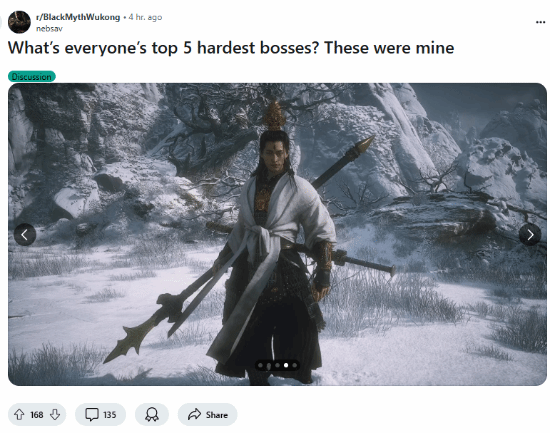 r/BlackMythWukong • 4 hr. ago
nebsav
What's everyone's top 5 hardest bosses? These were mine
Discussion
168
135
Share